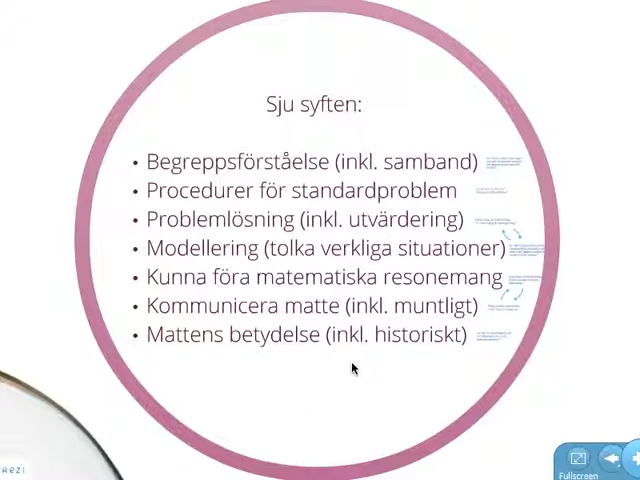 Sju syften:
• Begreppsförståelse (inkl. samband)
• Procedurer för standardproblem
• Problemlösning (inkl. utvärdering)
• Modellering (tolka verkliga situationer)
• Kunna föra matematiska resonemang
• Kommunicera matte (inkl. muntligt)
• Mattens betydelse (inkl. historiskt)
Fullscreen